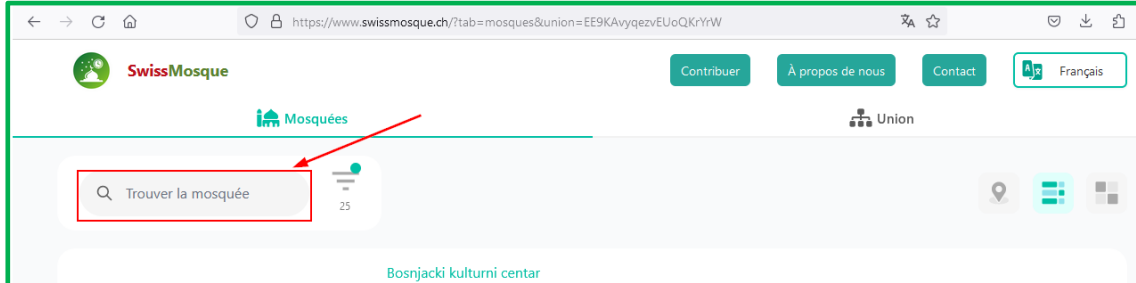 https://www.swissmosque.ch/?tab=mosques&union=EE9KAvyqezvEUoQKrYrW
SwissMosque
Contribuer
À propos de nous
Contact
Français
Mosquées
Union
Trouver la mosquée
25
Bosnjacki kulturni centar